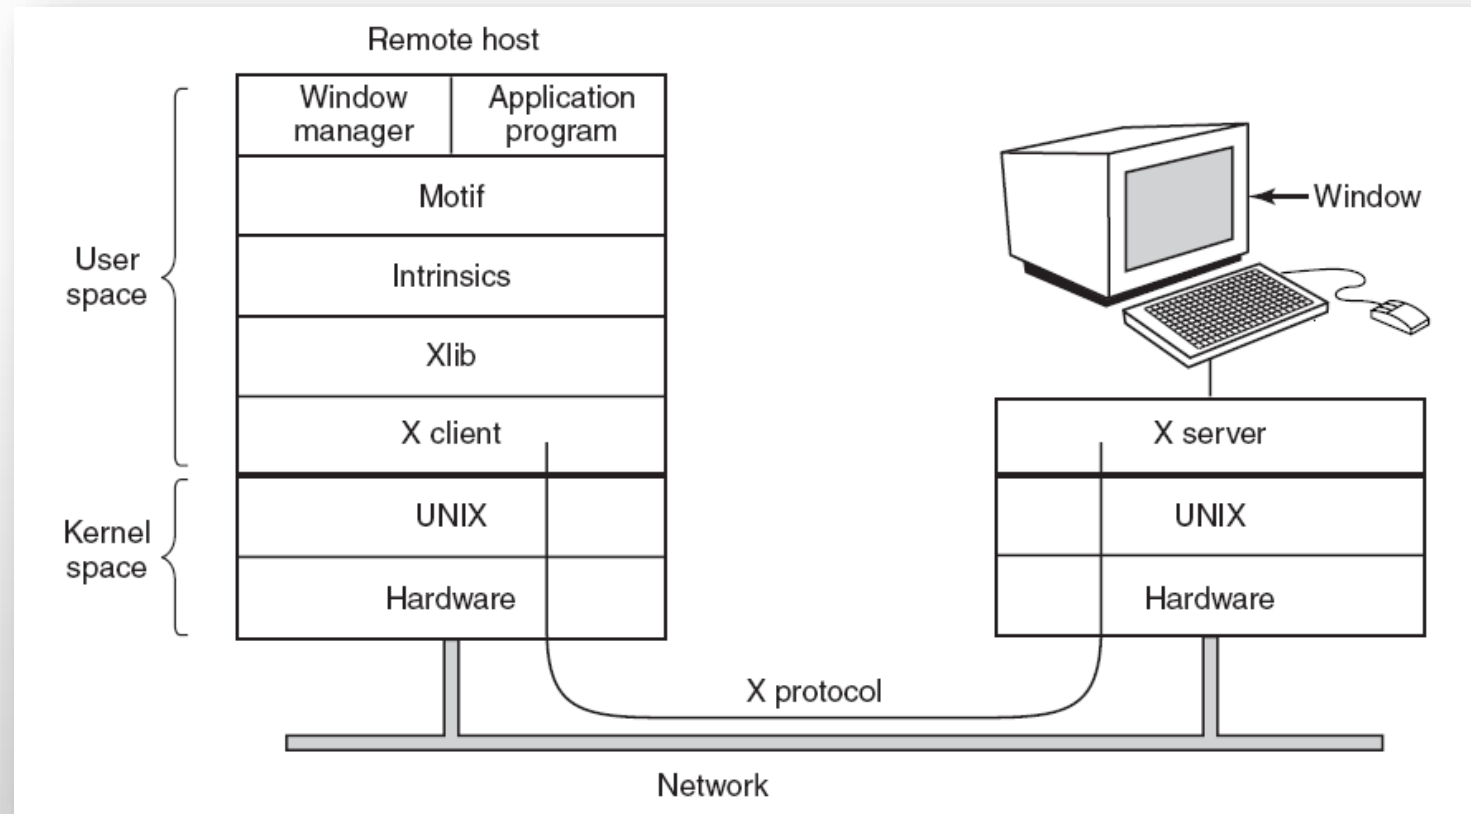 Remote host
Window
manager
Application
program
Motif
Intrinsics
Xlib
X client
UNIX
Hardware
User
space
Kernel
space
Window
X server
UNIX
Hardware
X protocol
Network